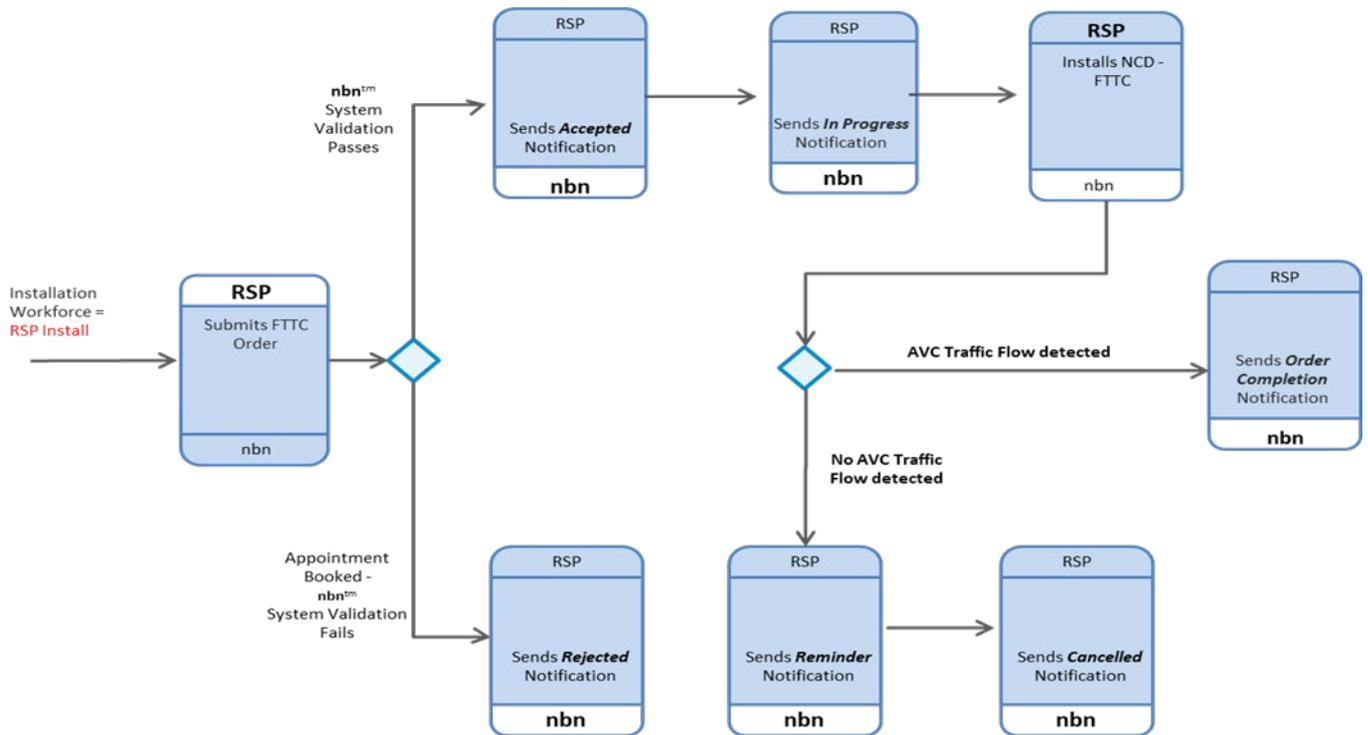 RSP
Sends Accepted
Notification
nbn
RSP
Sends In Progress
Notification
nbn
RSP
Installs NCD -
FTTC
nbn
nbn™
System
Validation
Passes
Installation
Workforce =
RSP Install
RSP
Submits FTTC
Order
nbn
AVC Traffic Flow detected
RSP
Sends Order
Completion
Notification
nbn
No AVC Traffic
Flow detected
Appointment
Booked -
nbn™
System Validation
Fails
RSP
Sends Rejected
Notification
nbn
RSP
Sends Reminder
Notification
nbn
RSP
Sends Cancelled
Notification
nbn